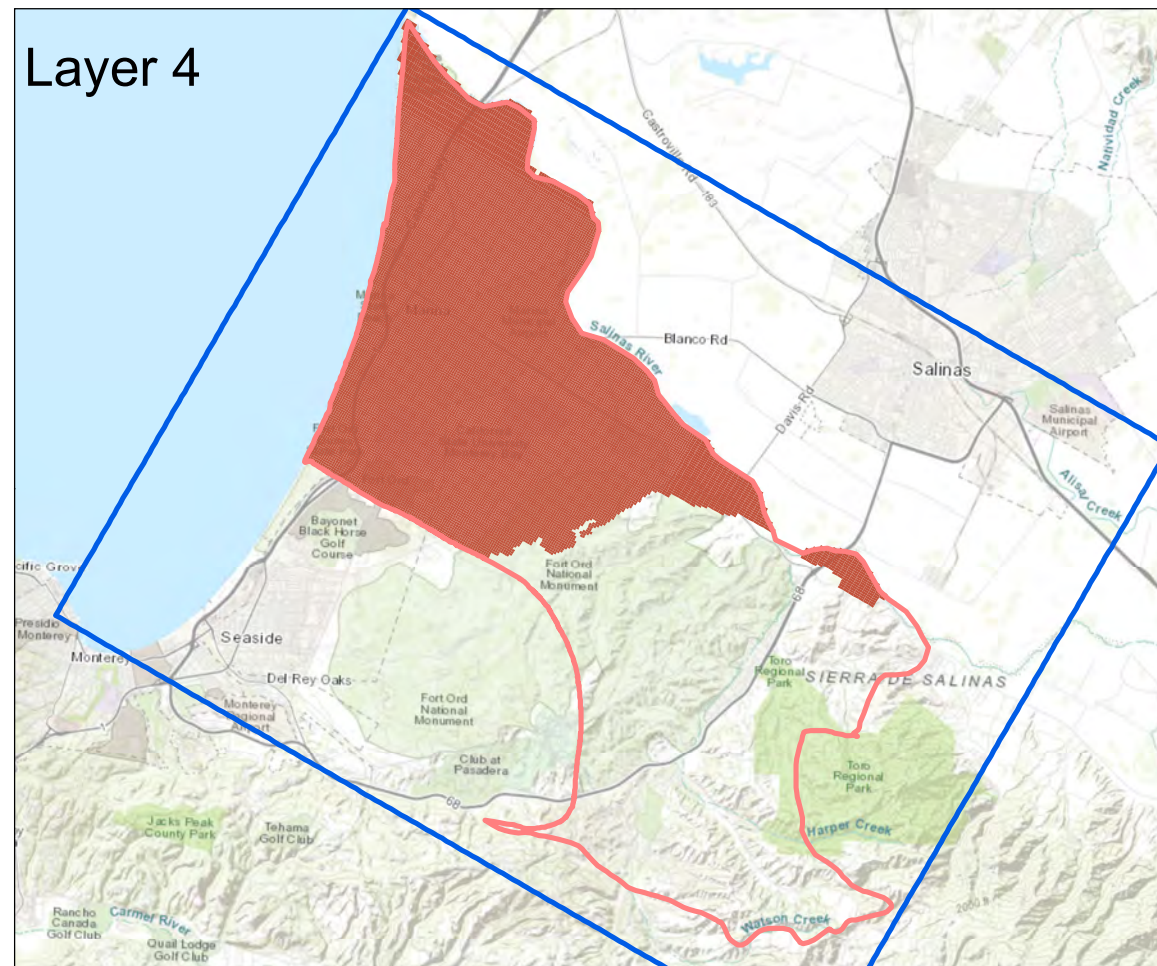 Layer 4
Natividad Creek
Castroville Rd
183
Salinas River
Blanco Rd
Salinas
Davis Rd
Salinas
Municipal
Airport
Alisal Creek
Marina
Bayonet
Black Horse
Golf
Course
Fort Ord
National
Monument
68
cific Grov
Presidio
Monterey
Monterey
Seaside
Del Rey Oaks
Monterey
Regional
Airport
Fort Ord
National
Monument
Toro
Regional
Park
SIERRA DE SALINAS
Club at
Pasadera
Toro
Regional
Park
68
Jacks Peak
County Park
Tehama
Golf Club
Harper Creek
Rancho
Canada
Golf Club
Carmel River
Quail Lodge
Golf Club
Watson Creek
2000 ft